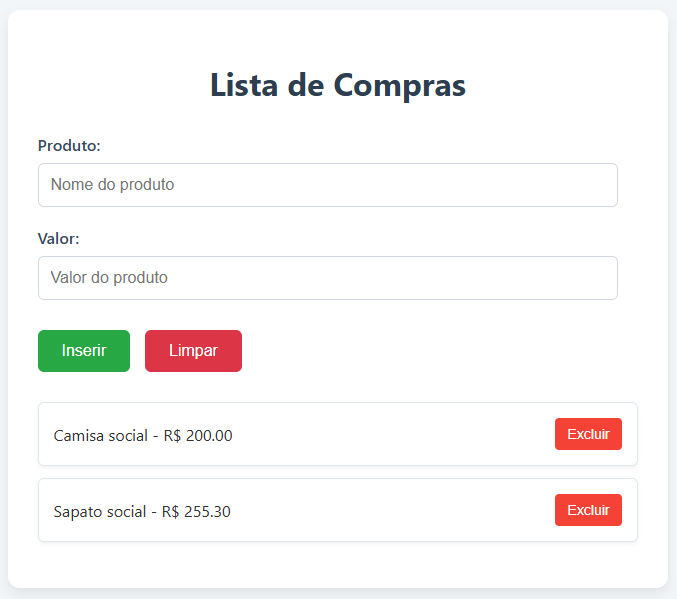 Lista de Compras
Produto:
Nome do produto
Valor:
Valor do produto
Inserir Limpar
Camisa social - R$ 200.00 Excluir
Sapato social - R$ 255.30 Excluir